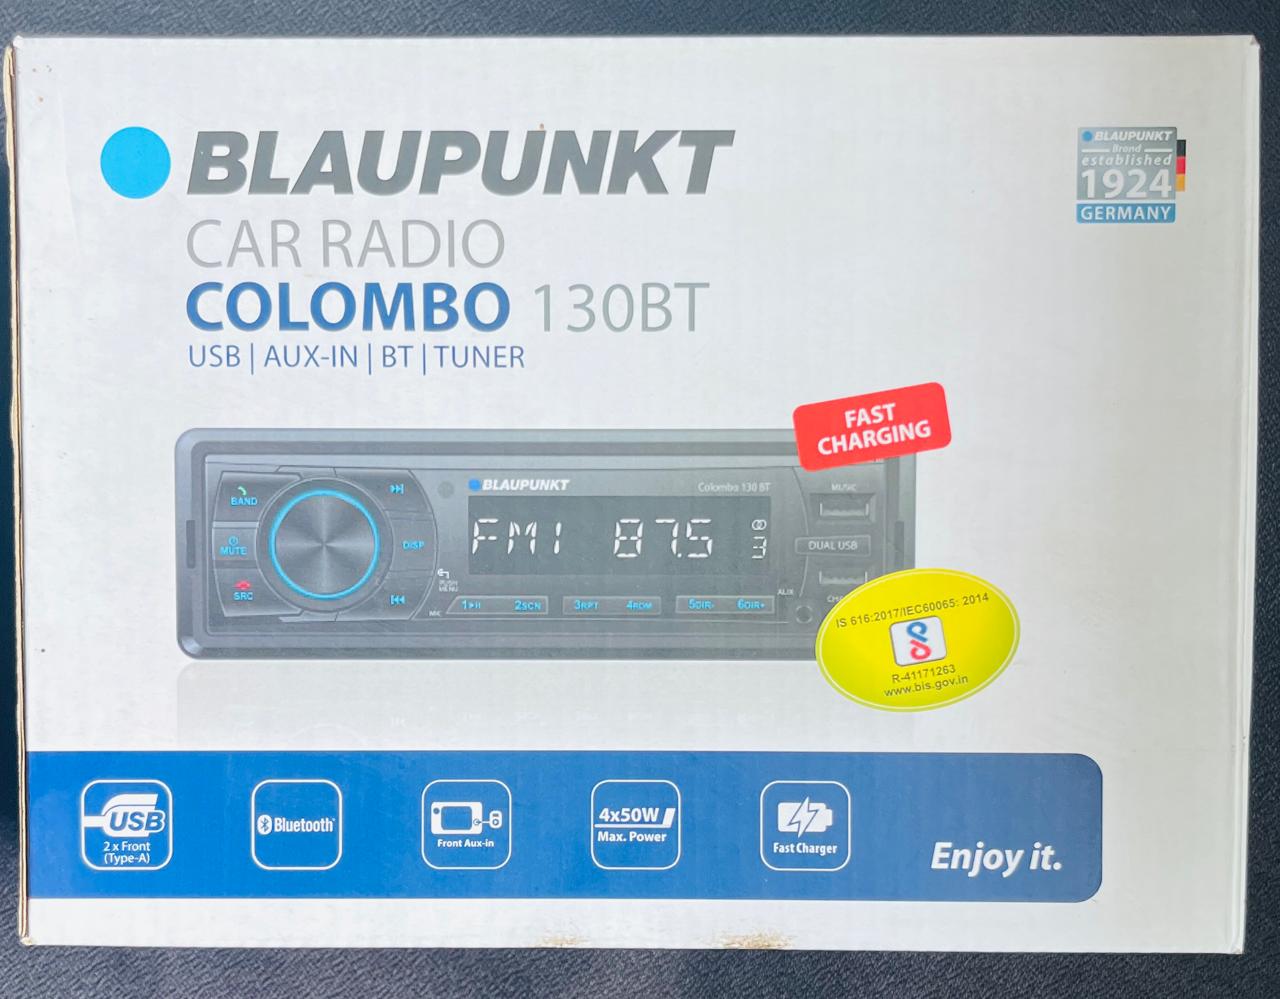 BLAUPUNKT
CAR RADIO
COLOMBO 130BT
USB | AUX-IN | BT | TUNER
BLAUPUNKT
Brand
established
1924
GERMANY
FAST
CHARGING
BLAUPUNKT
Colombo 130 BT
MUSIC
BAND
MUTE
SRC
DISP
PUSH
MENU
MIC
FM1 87.5
3
DUAL USB
AUX
1
2SCN
3RPT
4RDM
5DIR-
6DIR+
IS 616:2017/IEC60065: 2014
R-41171263
www.bis.gov.in
USB
2 x Front
(Type-A)
Bluetooth
Front Aux-in
4x50W
Max. Power
Fast Charger
Enjoy it.